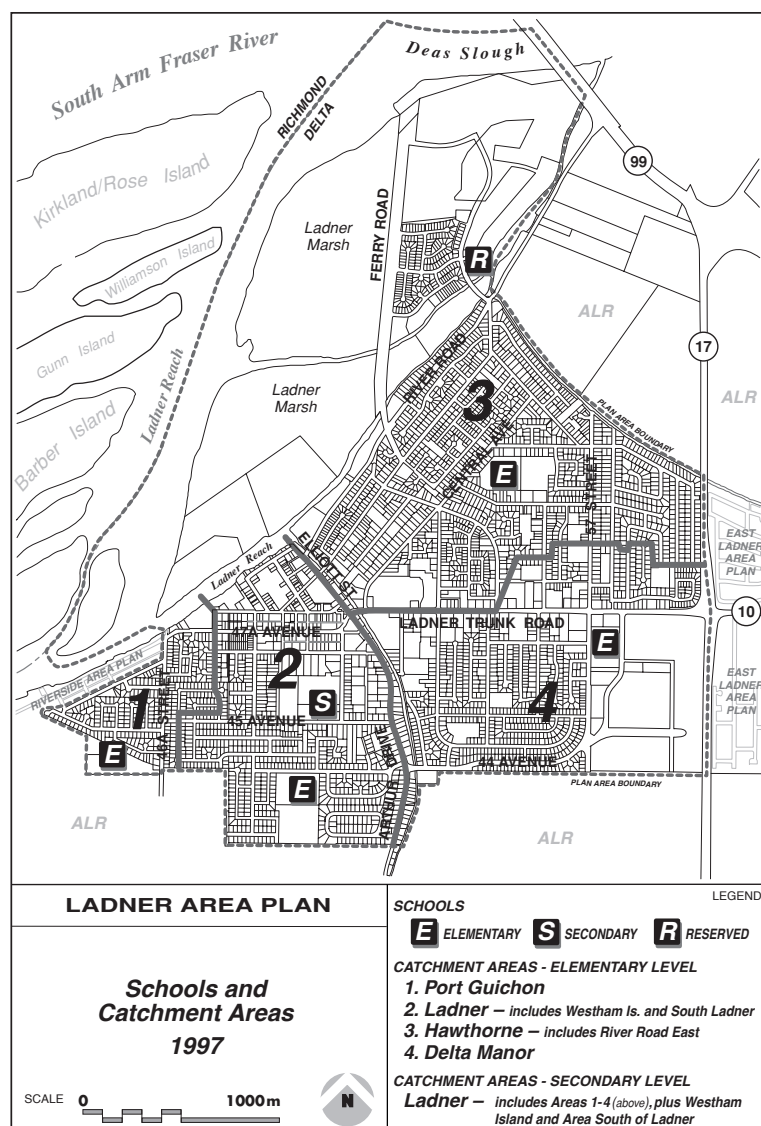 South Arm Fraser River
Deas Slough
RICHMOND
DELTA
99
Kirkland/Rose Island
Ladner
Marsh
FERRY ROAD
R
Williamson Island
ALR
17
Gunn Island
Ladner Reach
Ladner
Marsh
RIVER ROAD
3
PLAN AREA BOUNDARY
ALR
Barber Island
CENTRAL AVE
E
57 STREET
ELLIOTT ST
EAST
LADNER
AREA
PLAN
Ladner Reach
10
47A AVENUE
LADNER TRUNK ROAD
E
RIVERSIDE AREA PLAN
1
46A STREET
2
S
4
EAST
LADNER
AREA
PLAN
45 AVENUE
E
E
ARTHUR DRIVE
44 AVENUE
PLAN AREA BOUNDARY
ALR
ALR
LADNER AREA PLAN
Schools and
Catchment Areas
1997
SCALE 0 1000m
N
LEGEND
SCHOOLS
E ELEMENTARY S SECONDARY R RESERVED
CATCHMENT AREAS - ELEMENTARY LEVEL
1. Port Guichon
2. Ladner – includes Westham Is. and South Ladner
3. Hawthorne – includes River Road East
4. Delta Manor
CATCHMENT AREAS - SECONDARY LEVEL
Ladner – includes Areas 1-4 (above), plus Westham
Island and Area South of Ladner